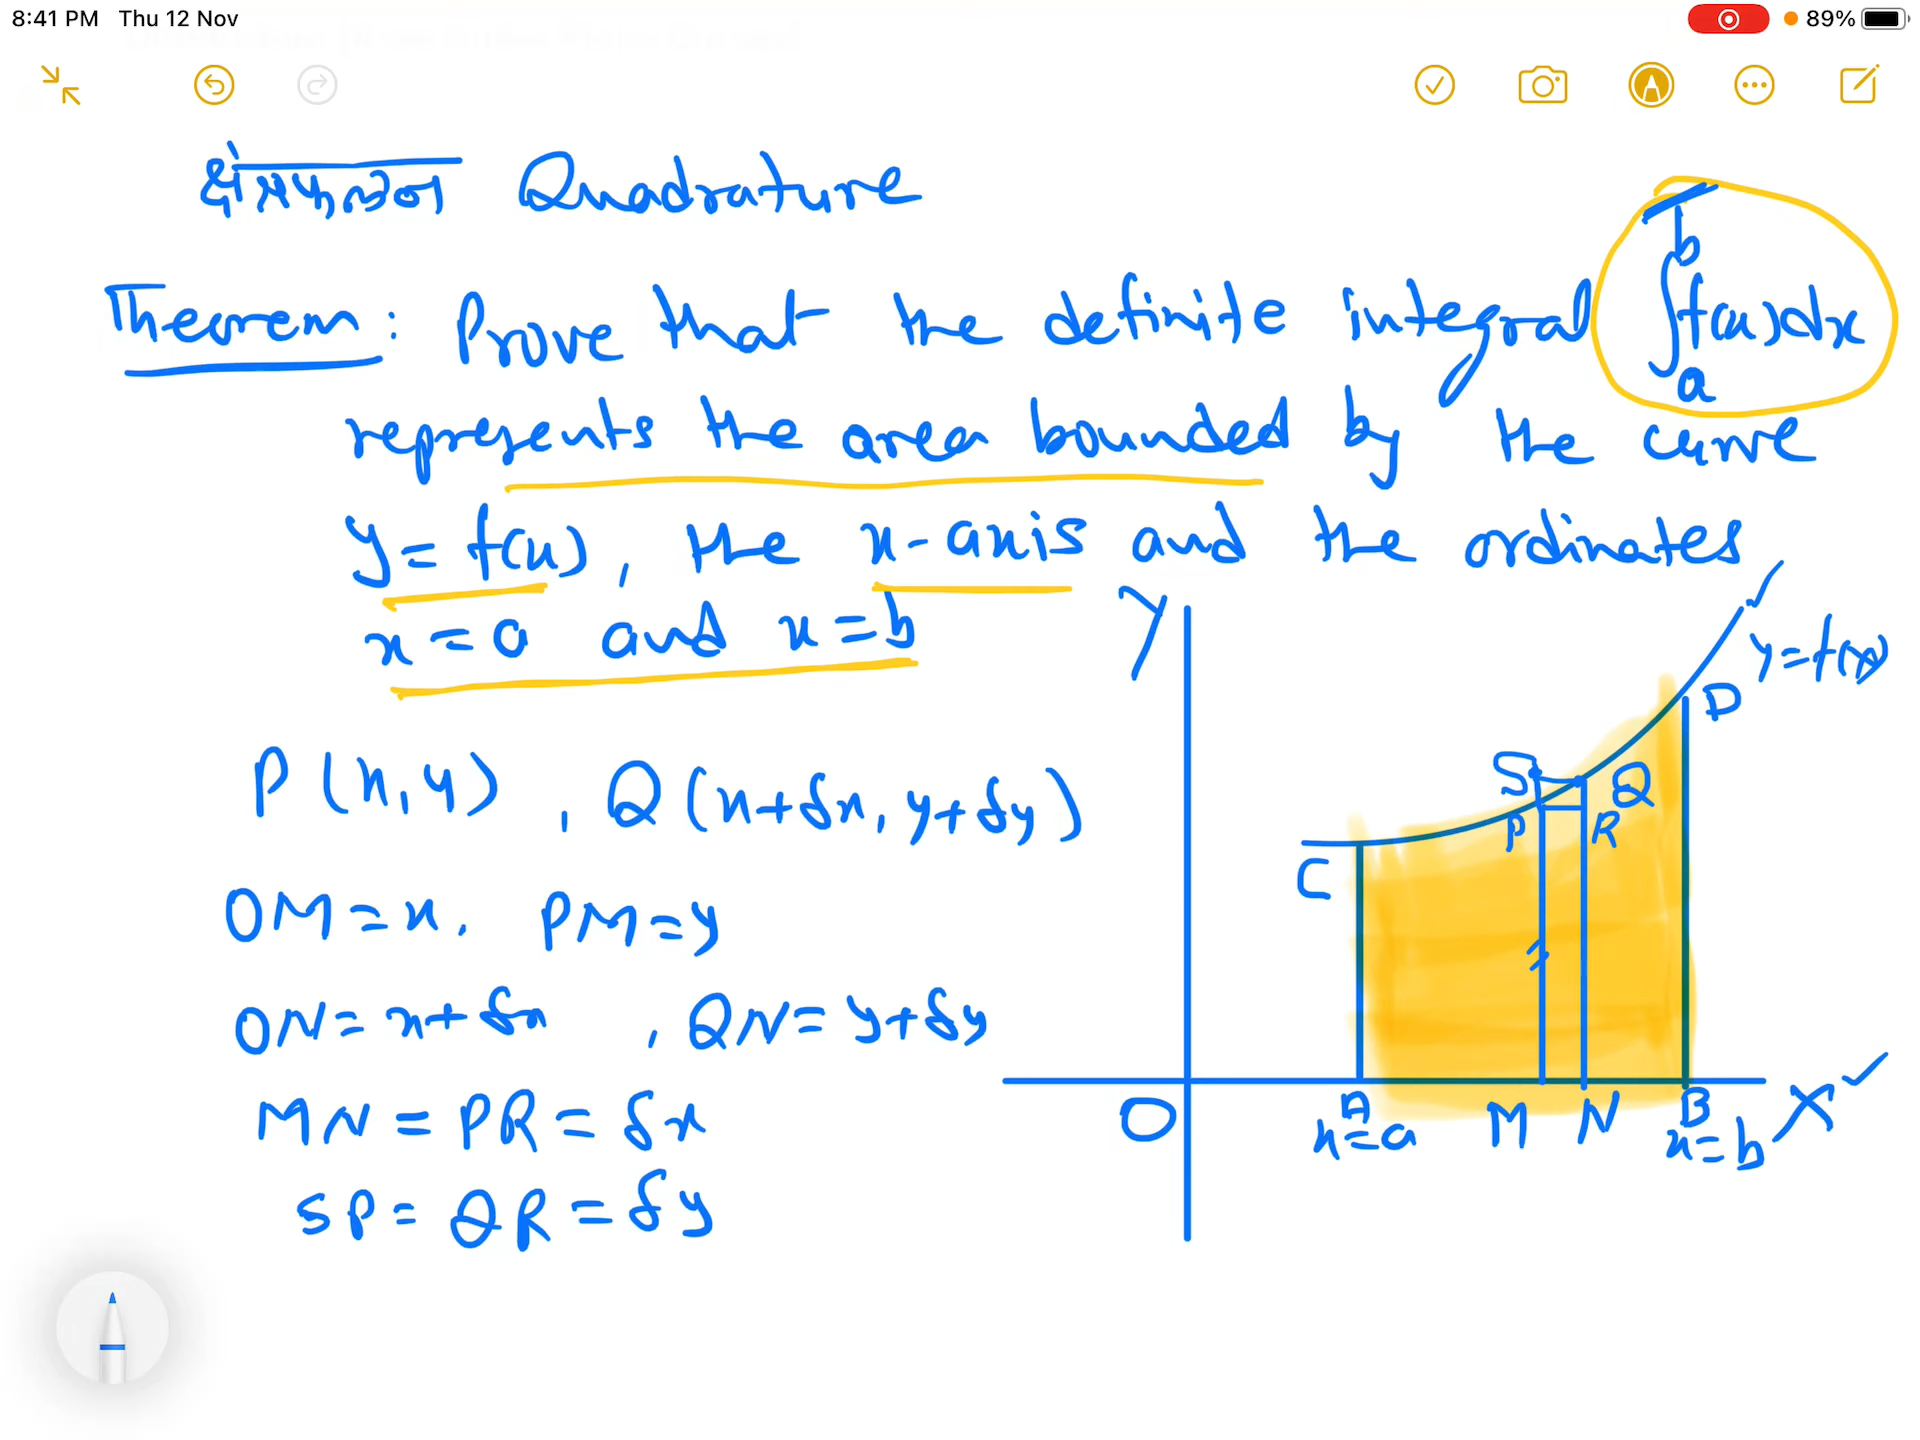 8:41 PM Thu 12 Nov
89%
Quadrature
Theorem: Prove that the definite integral ∫ₐᵇ f(x)dx
represents the area bounded by the curve
y = f(x), the x-axis and the ordinates
x = a and x = b
P(x,y), Q(x+δx, y+δy)
OM = x, PM = y
ON = x + δx, QN = y + δy
MN = PR = δx
SP = QR = δy
Y
y=f(x)
D
S Q
P R
C
O A M N B X
x=a x=b